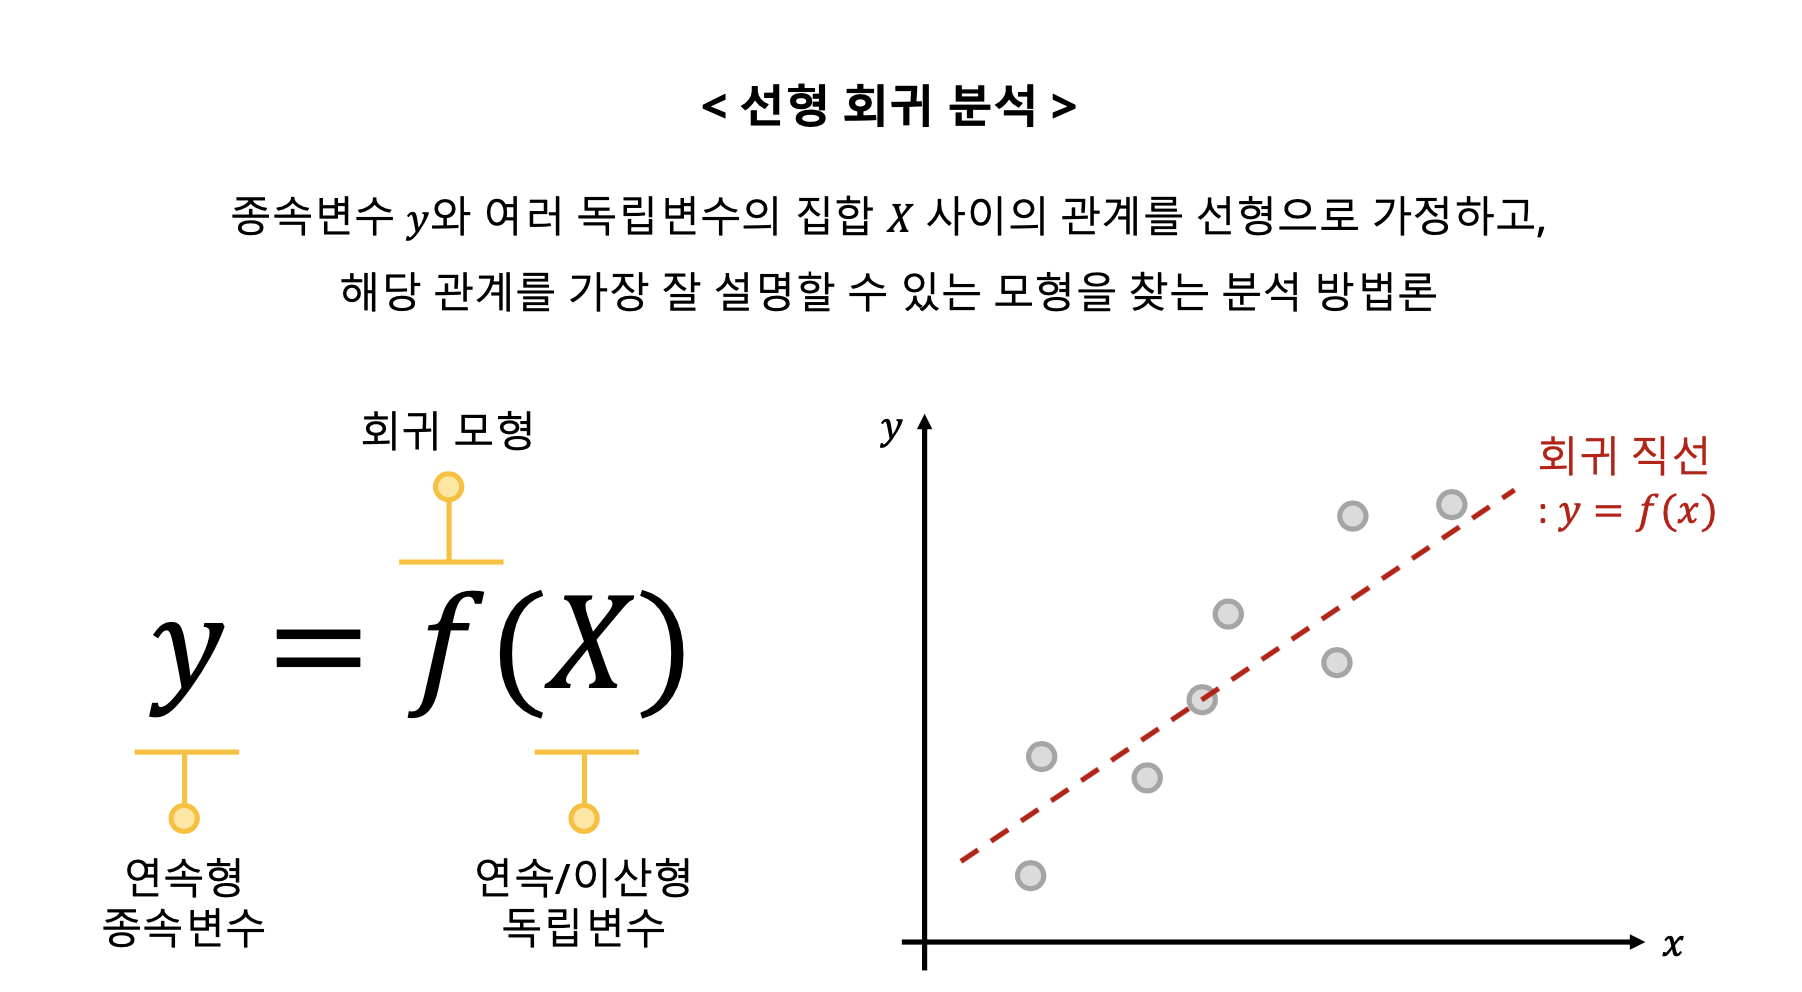 < 선형 회귀 분석 >
종속변수 y와 여러 독립변수의 집합 X 사이의 관계를 선형으로 가정하고,
해당 관계를 가장 잘 설명할 수 있는 모형을 찾는 분석 방법론
회귀 모형
y = f(X)
연속형
종속변수
연속/이산형
독립변수
y
회귀 직선
: y = f(x)
x